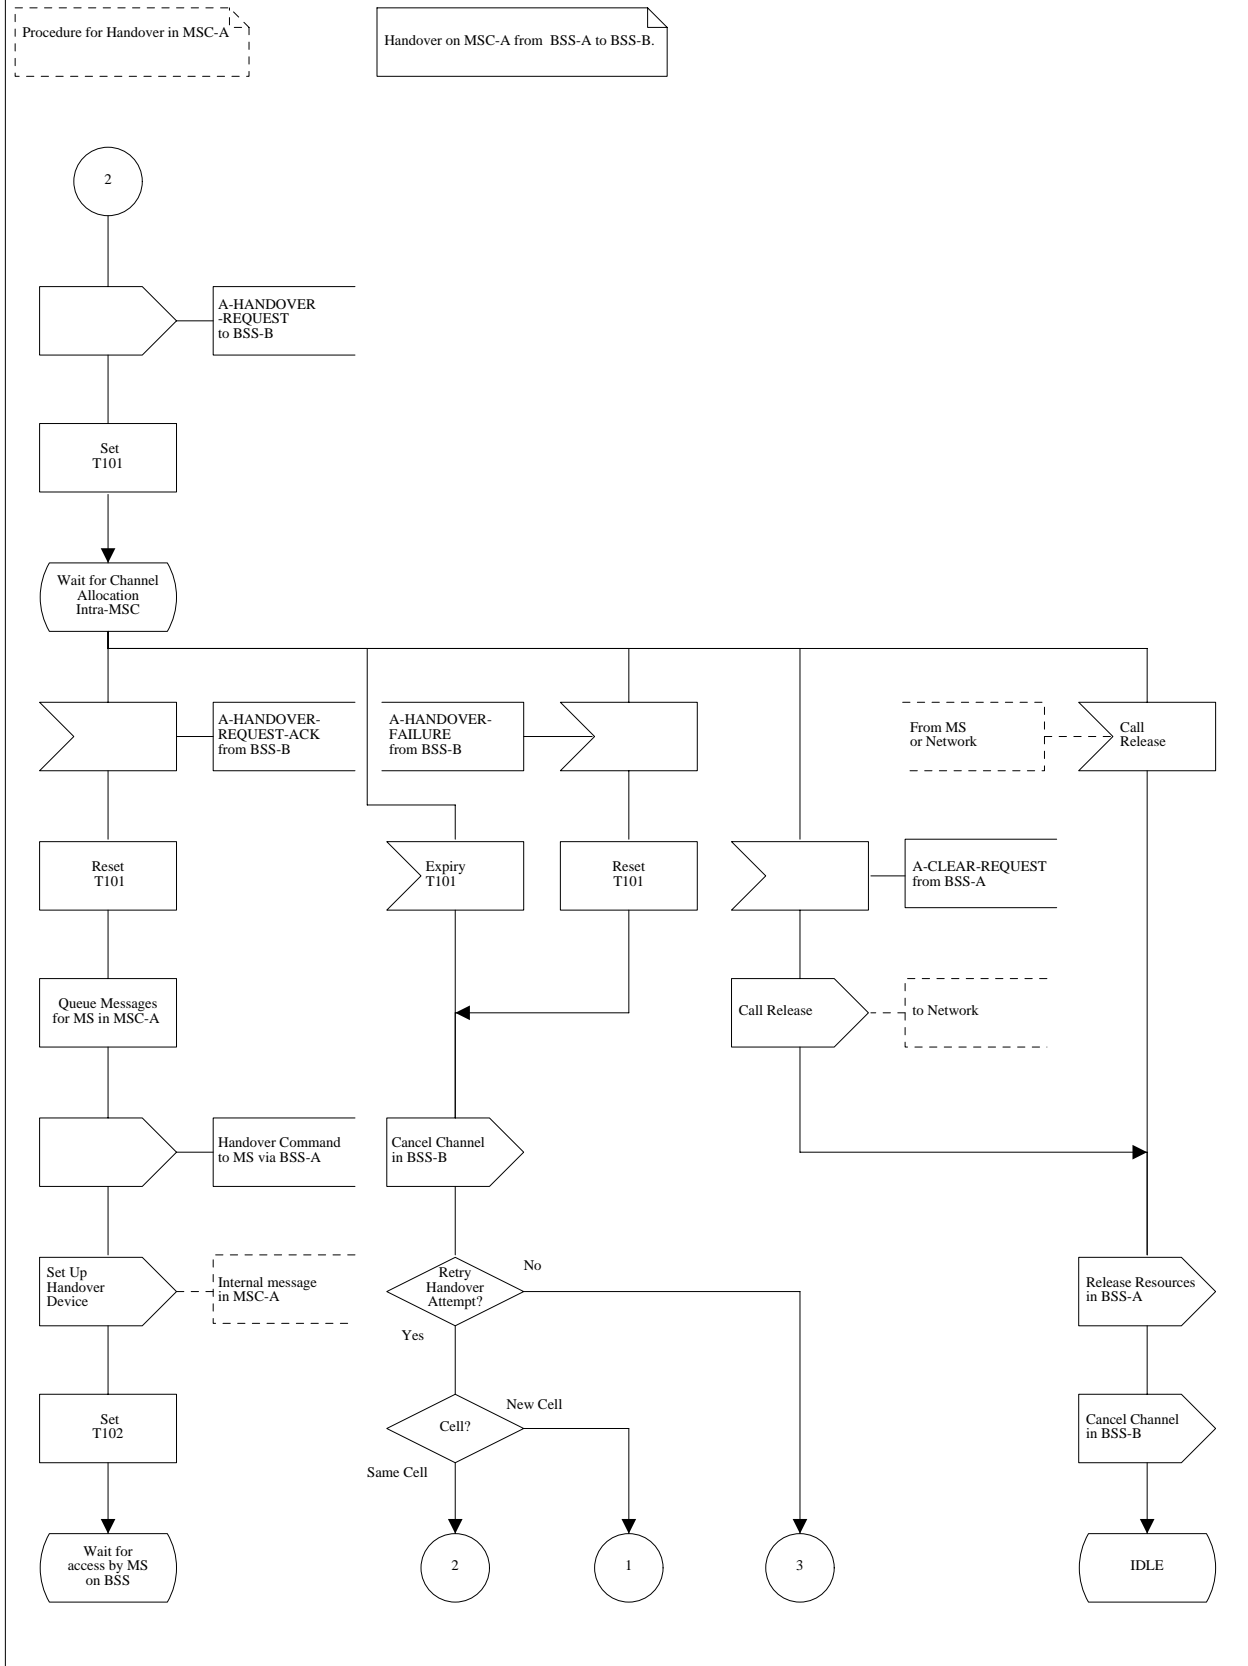 Procedure for Handover in MSC-A
Handover on MSC-A from BSS-A to BSS-B.
2
A-HANDOVER
-REQUEST
to BSS-B
Set
T101
Wait for Channel
Allocation
Intra-MSC
A-HANDOVER-
REQUEST-ACK
from BSS-B
A-HANDOVER-
FAILURE
from BSS-B
From MS
or Network
Call
Release
Reset
T101
Expiry
T101
Reset
T101
A-CLEAR-REQUEST
from BSS-A
Queue Messages
for MS in MSC-A
Call Release
to Network
Handover Command
to MS via BSS-A
Cancel Channel
in BSS-B
Set Up
Handover
Device
Internal message
in MSC-A
Retry
Handover
Attempt?
No
Yes
Release Resources
in BSS-A
Set
T102
Cell?
New Cell
Same Cell
Cancel Channel
in BSS-B
Wait for
access by MS
on BSS
2
1
3
IDLE